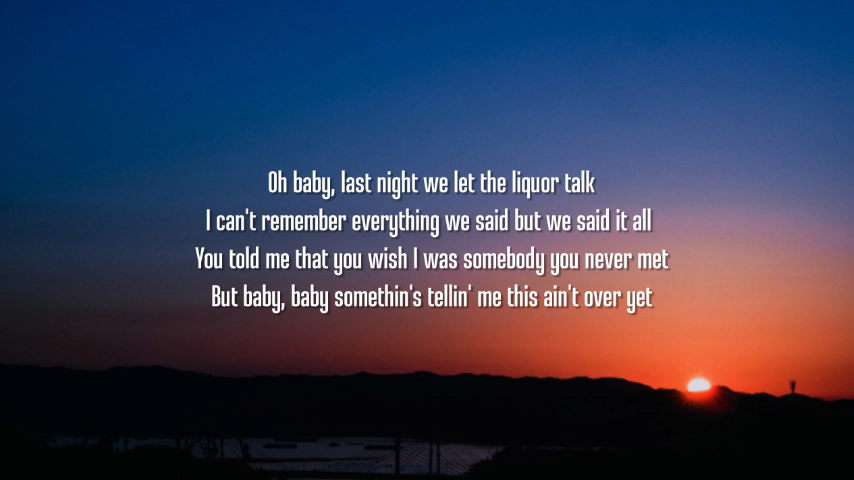 Oh baby, last night we let the liquor talk
I can't remember everything we said but we said it all
You told me that you wish I was somebody you never met
But baby, baby somethin's tellin' me this ain't over yet